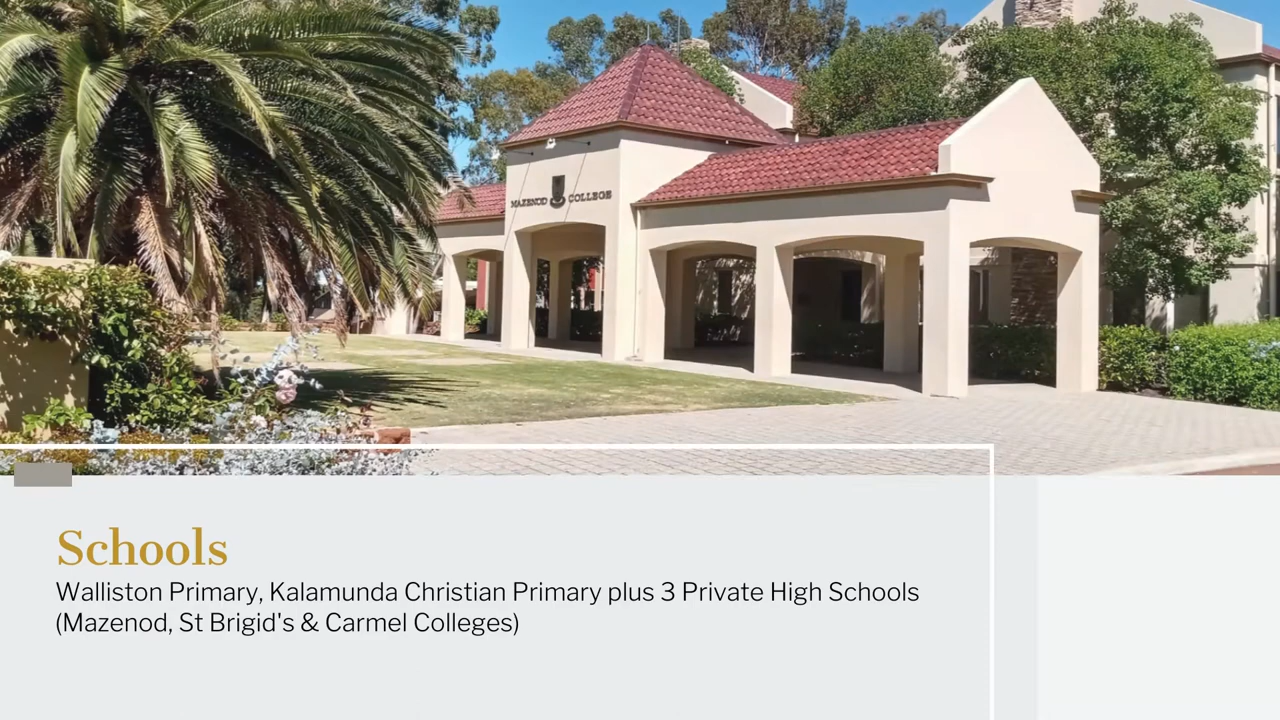 MAZENOD COLLEGE
Schools
Walliston Primary, Kalamunda Christian Primary plus 3 Private High Schools
(Mazenod, St Brigid's & Carmel Colleges)